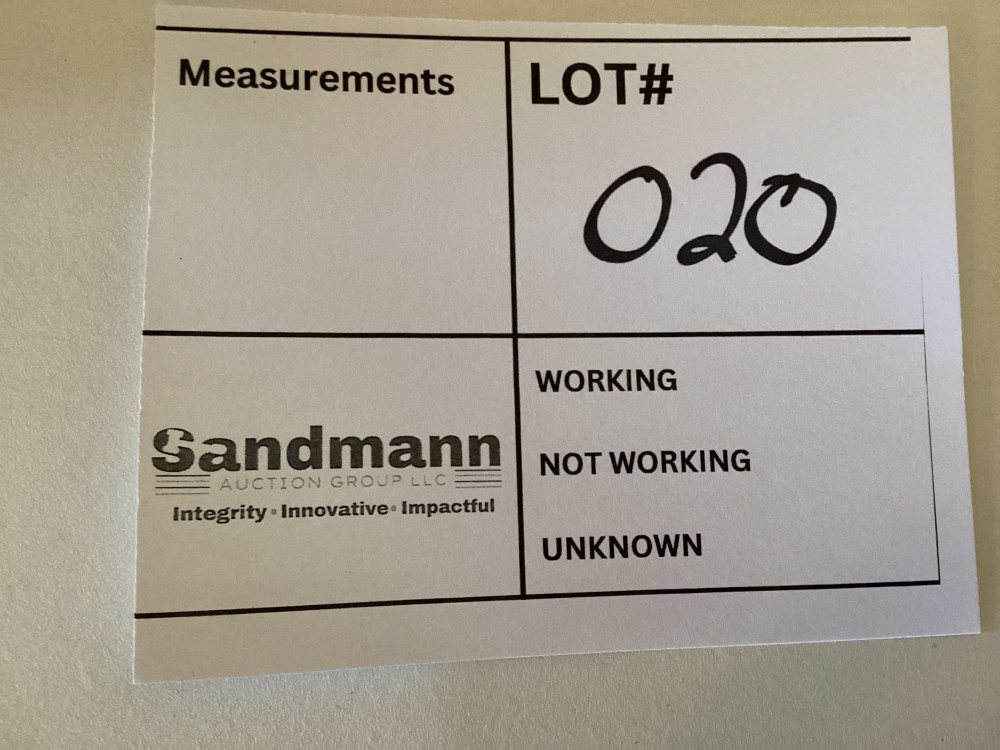 Measurements
LOT#
020
Sandmann
AUCTION GROUP LLC
Integrity • Innovative • Impactful
WORKING
NOT WORKING
UNKNOWN